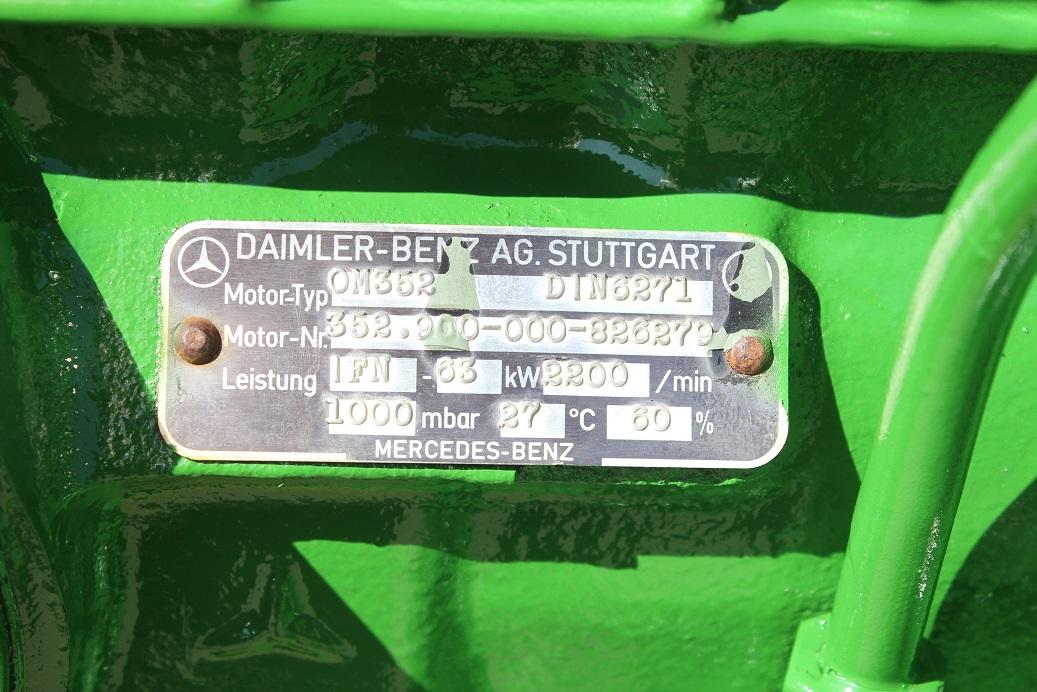 DAIMLER-BENZ AG. STUTTGART
Motor-Typ OM352 DIN6271
Motor-Nr. 352.900-000-826279
Leistung IFN -63 kW 2200 /min
1000 mbar 27 °C 60 %
MERCEDES-BENZ